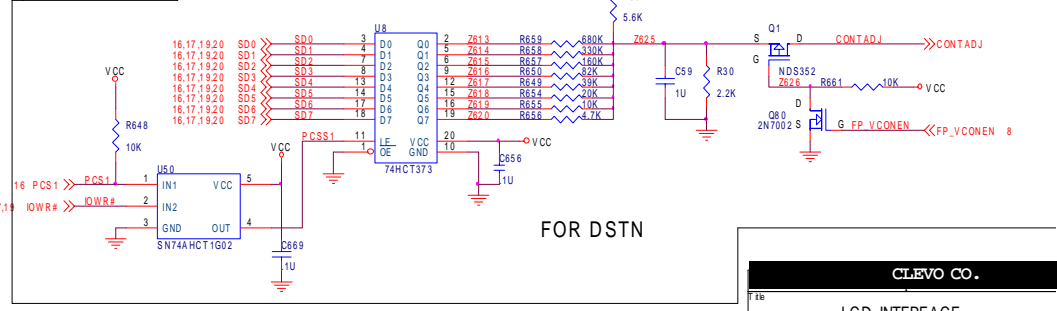 5.6K
U8
Q1
16,17,19,20 SD0 SD0 3 D0 Q0 2 Z613 R659 680K Z625 S D CONTADJ CONTADJ
16,17,19,20 SD1 SD1 4 D1 Q1 5 Z614 R658 330K
16,17,19,20 SD2 SD2 7 D2 Q2 6 Z615 R657 160K G
16,17,19,20 SD3 SD3 8 D3 Q3 9 Z616 R650 82K
16,17,19,20 SD4 SD4 13 D4 Q4 12 Z617 R649 39K
16,17,19,20 SD5 SD5 14 D5 Q5 15 Z618 R654 20K
16,17,19,20 SD6 SD6 17 D6 Q6 16 Z619 R655 10K
16,17,19,20 SD7 SD7 18 D7 Q7 19 Z620 R656 4.7K
C59
1U
R30
2.2K
NDS352
Z626 R661 10K VCC
D
Q80
2N7002 S G FP_VCONEN FP_VCONEN 8
VCC
R648
10K
PCSS1 11 LE VCC 20 VCC
1 OE GND 10
74HCT373
C656
.1U
VCC
U50
16 PCS1 PCS1 1 IN1 VCC 5
IOWR# IOWR# 2 IN2
3 GND OUT 4
SN74AHCT1G02
C669
.1U
FOR DSTN
CLEVO CO.
Title